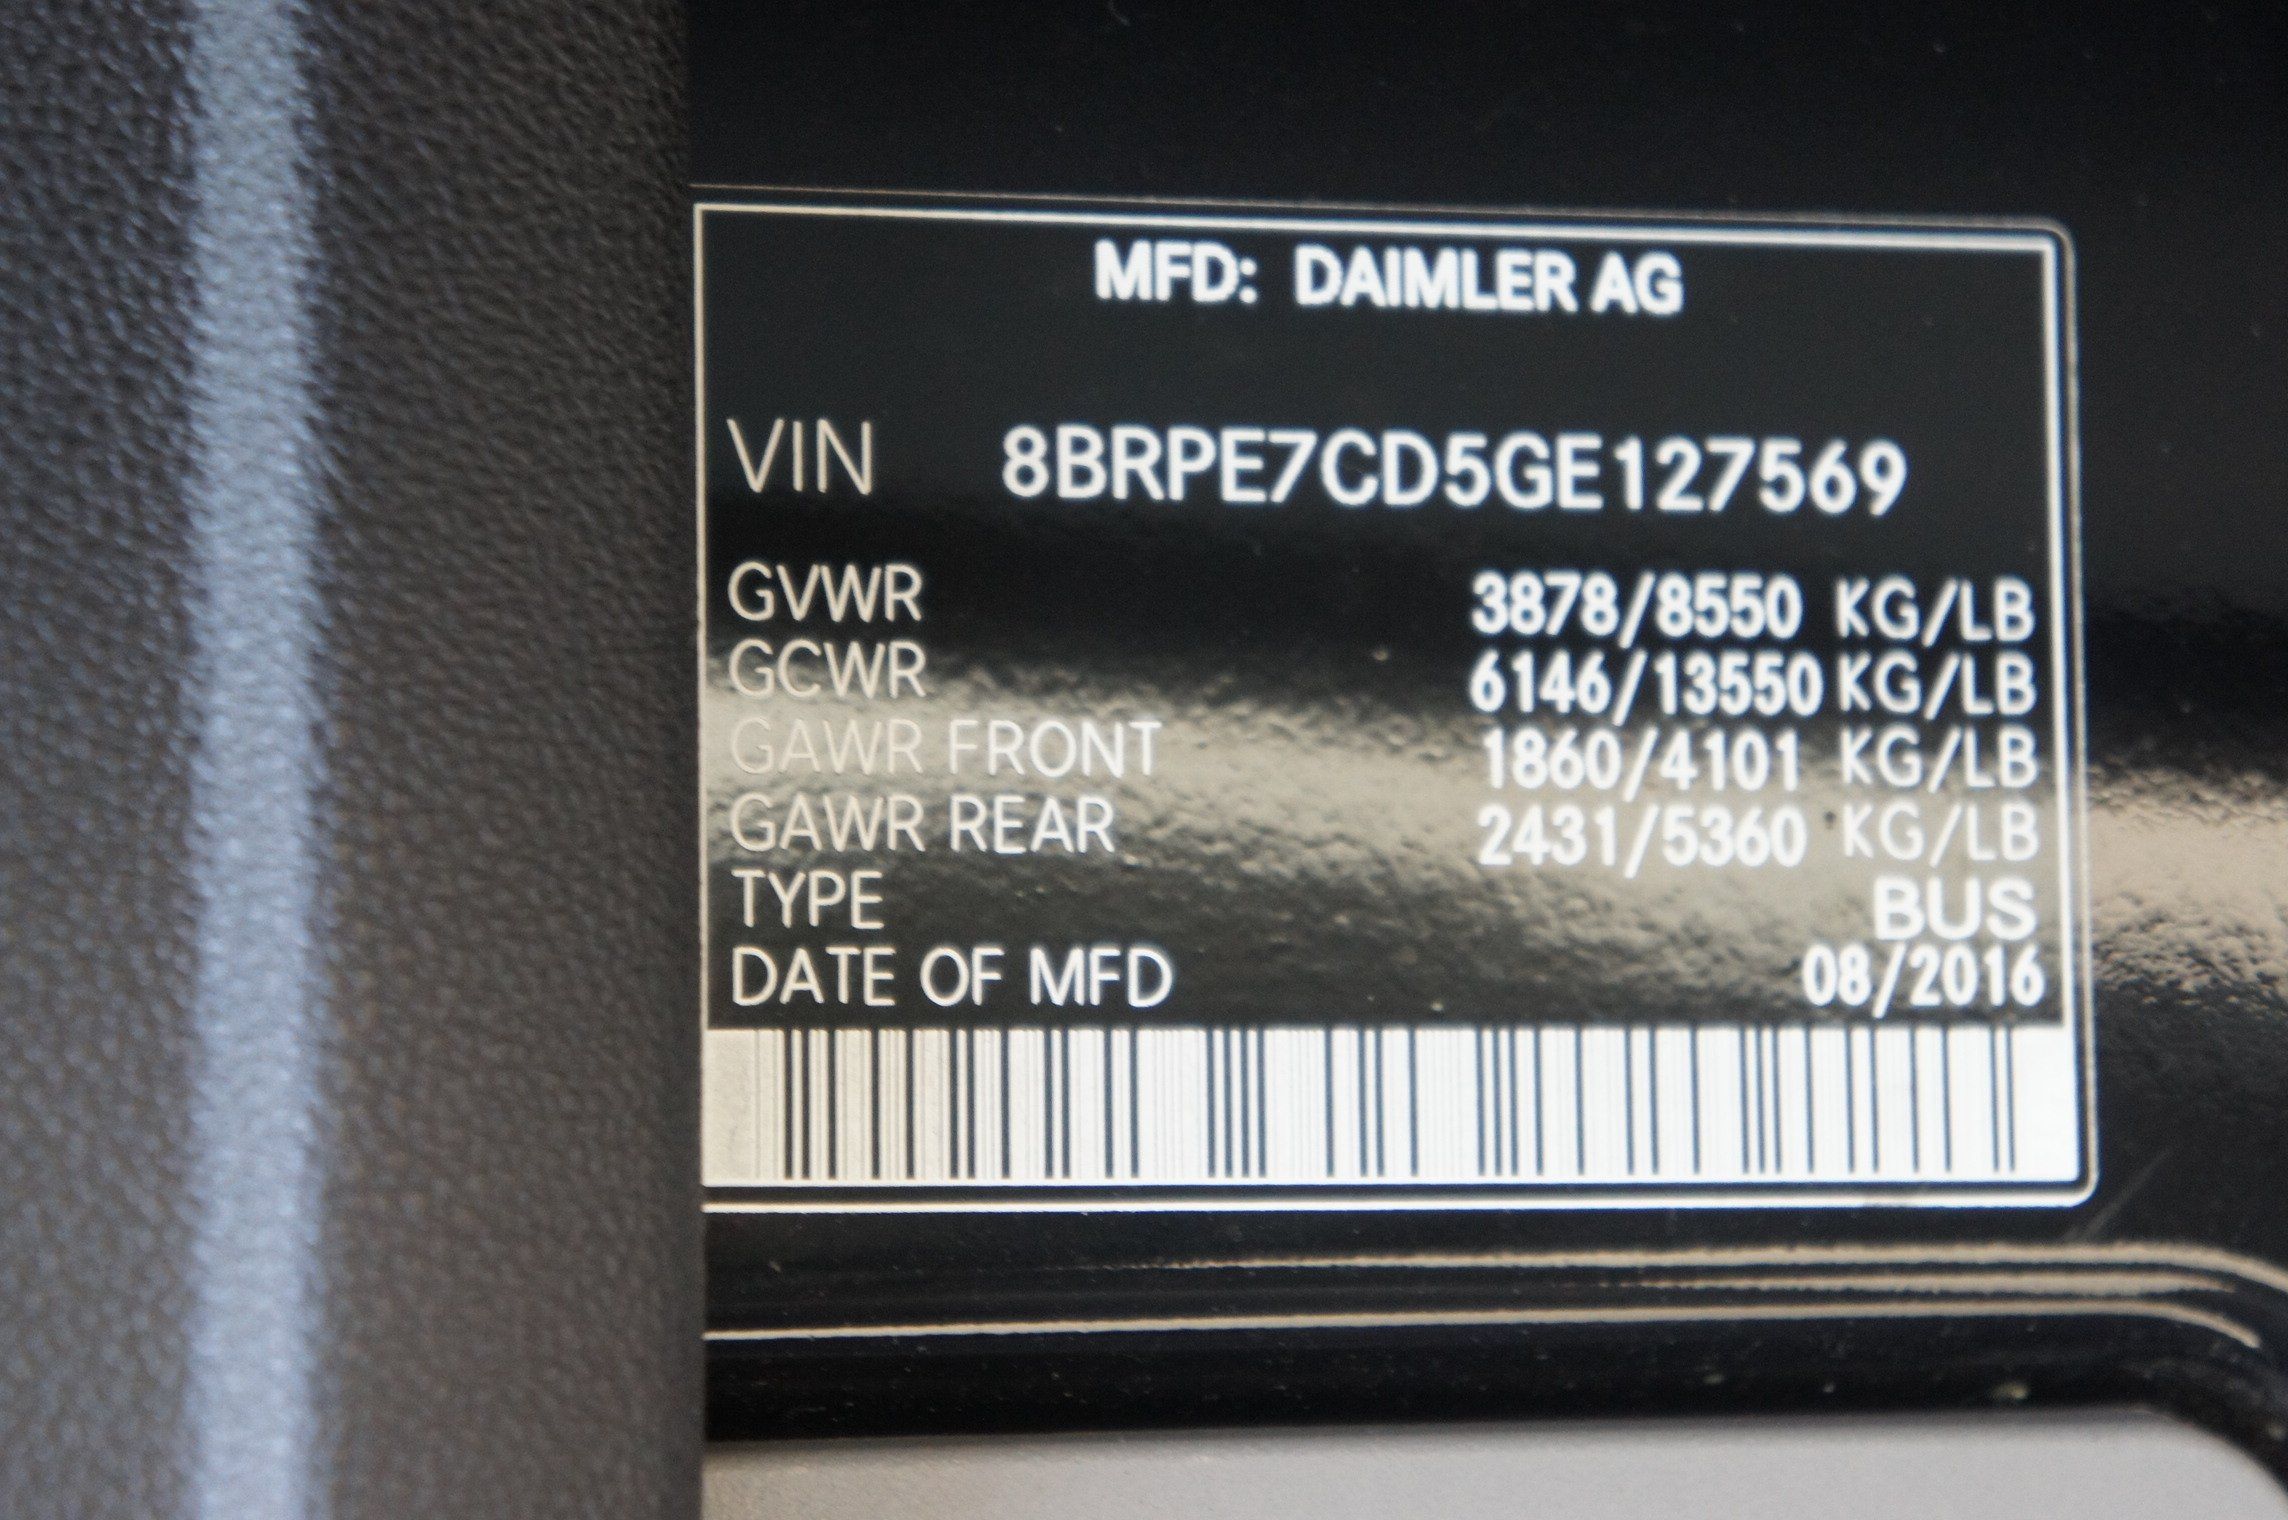 MFD: DAIMLER AG
VIN 8BRPE7CD5GE127569
GVWR 3878/8550 KG/LB
GCWR 6146/13550 KG/LB
GAWR FRONT 1860/4101 KG/LB
GAWR REAR 2431/5360 KG/LB
TYPE BUS
DATE OF MFD 08/2016